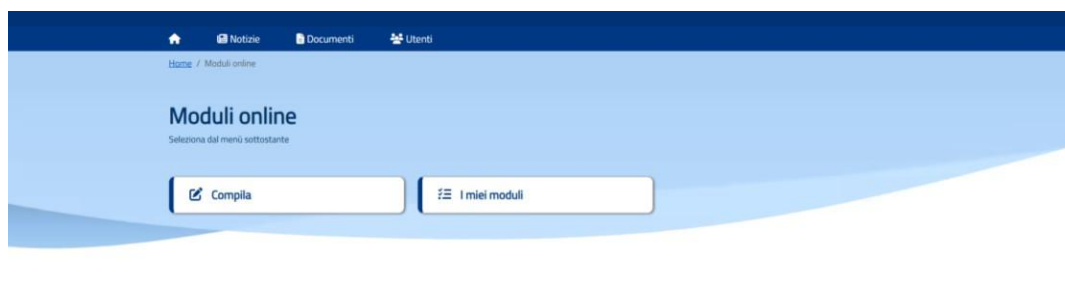 Notizie Documenti Utenti
Home / Moduli online
Moduli online
Seleziona dal menù sottostante
Compila I miei moduli